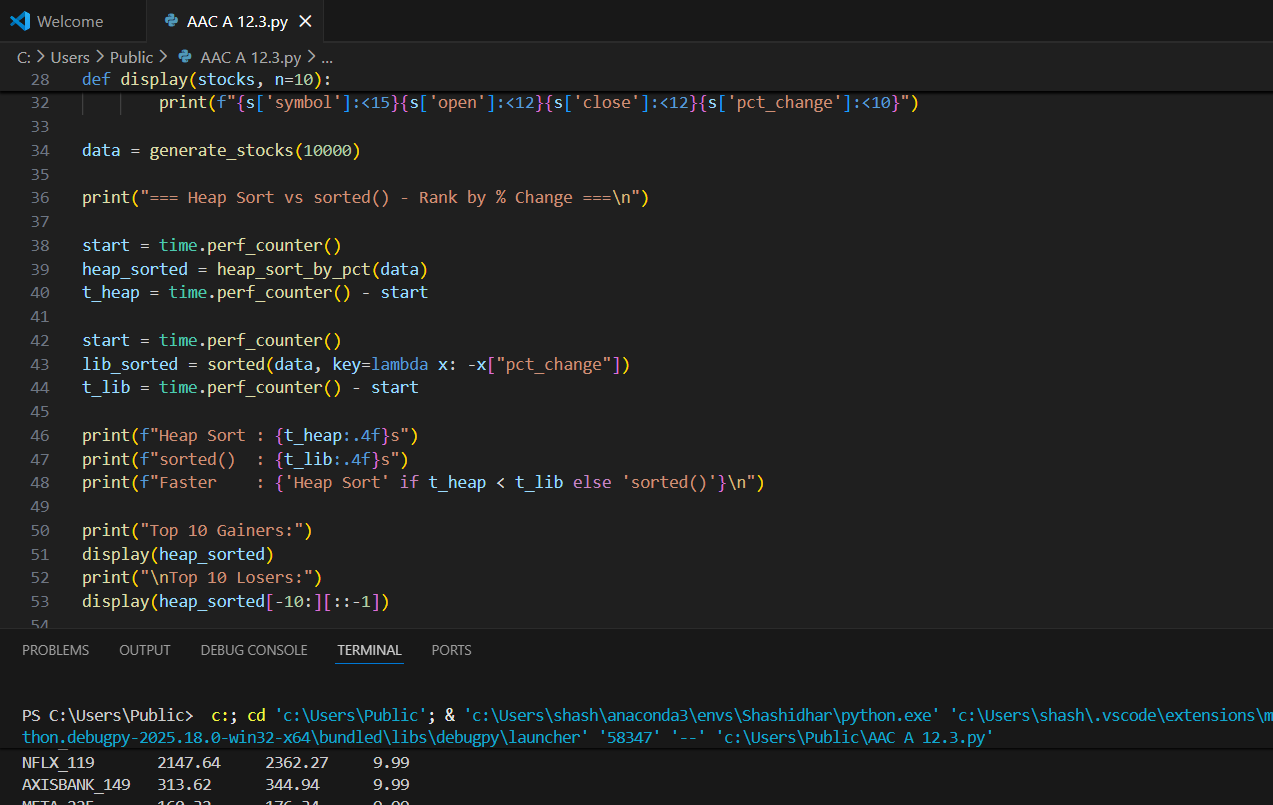 Welcome
AAC A 12.3.py
C: > Users > Public > AAC A 12.3.py > ...
28 def display(stocks, n=10):
32         print(f"{s['symbol']:<15}{s['open']:<12}{s['close']:<12}{s['pct_change']:<10}")
33
34 data = generate_stocks(10000)
35
36 print("=== Heap Sort vs sorted() - Rank by % Change ===\n")
37
38 start = time.perf_counter()
39 heap_sorted = heap_sort_by_pct(data)
40 t_heap = time.perf_counter() - start
41
42 start = time.perf_counter()
43 lib_sorted = sorted(data, key=lambda x: -x["pct_change"])
44 t_lib = time.perf_counter() - start
45
46 print(f"Heap Sort : {t_heap:.4f}s")
47 print(f"sorted()  : {t_lib:.4f}s")
48 print(f"Faster    : {'Heap Sort' if t_heap < t_lib else 'sorted()'}\n")
49
50 print("Top 10 Gainers:")
51 display(heap_sorted)
52 print("\nTop 10 Losers:")
53 display(heap_sorted[-10:][::-1])
54
PROBLEMS OUTPUT DEBUG CONSOLE TERMINAL PORTS
PS C:\Users\Public>  c:; cd 'c:\Users\Public'; & 'c:\Users\shash\anaconda3\envs\Shashidhar\python.exe' 'c:\Users\shash\.vscode\extensions\m
thon.debugpy-2025.18.0-win32-x64\bundled\libs\debugpy\launcher' '58347' '--' 'c:\Users\Public\AAC A 12.3.py'
NFLX_119 2147.64 2362.27 9.99
AXISBANK_149 313.62 344.94 9.99